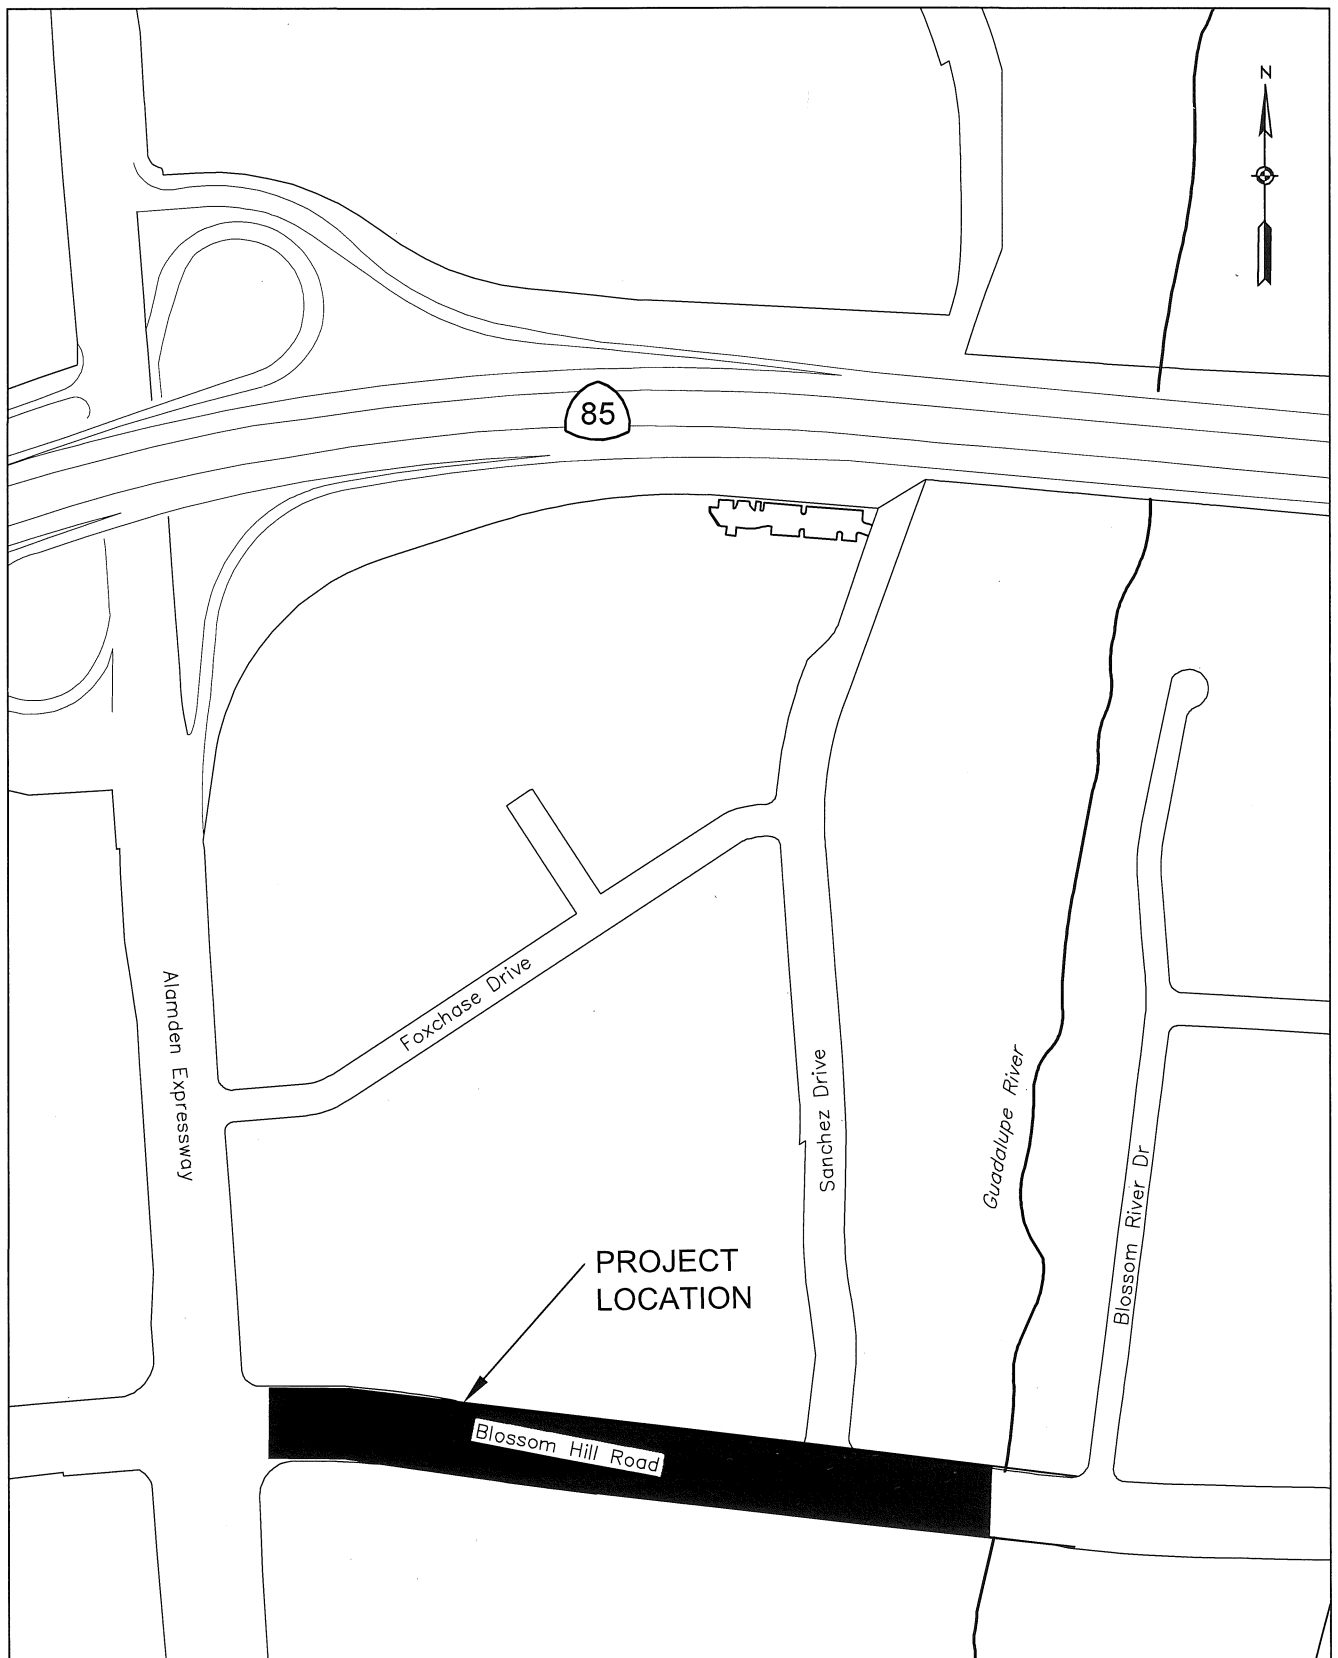 N
85
Foxchase Drive
Alamden Expressway
Sanchez Drive
Guadalupe River
Blossom River Dr
PROJECT
LOCATION
Blossom Hill Road